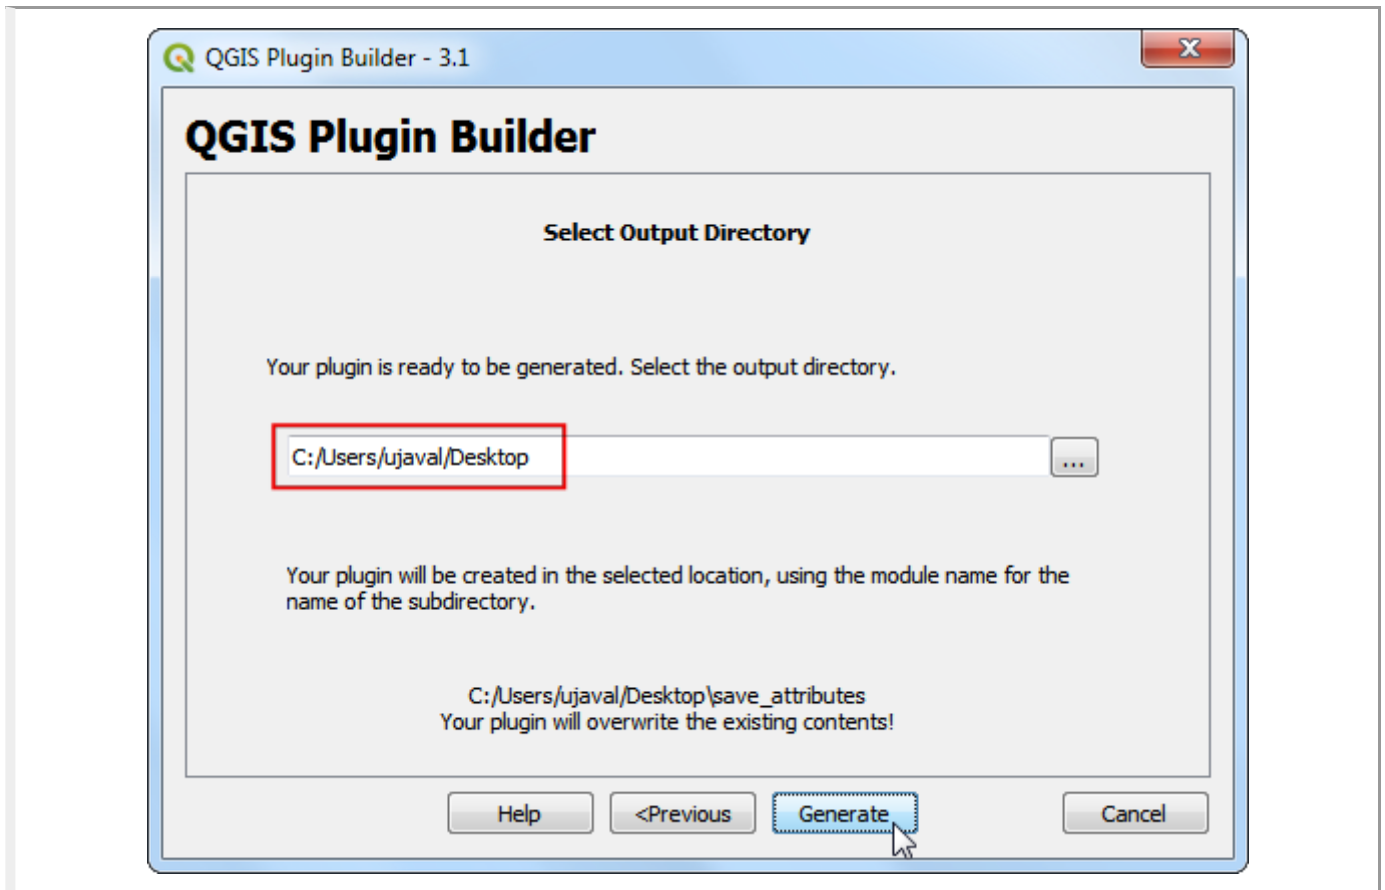 QGIS Plugin Builder - 3.1
QGIS Plugin Builder
Select Output Directory
Your plugin is ready to be generated. Select the output directory.
C:/Users/ujaval/Desktop
...
Your plugin will be created in the selected location, using the module name for the
name of the subdirectory.
C:/Users/ujaval/Desktop\save_attributes
Your plugin will overwrite the existing contents!
Help
<Previous
Generate
Cancel